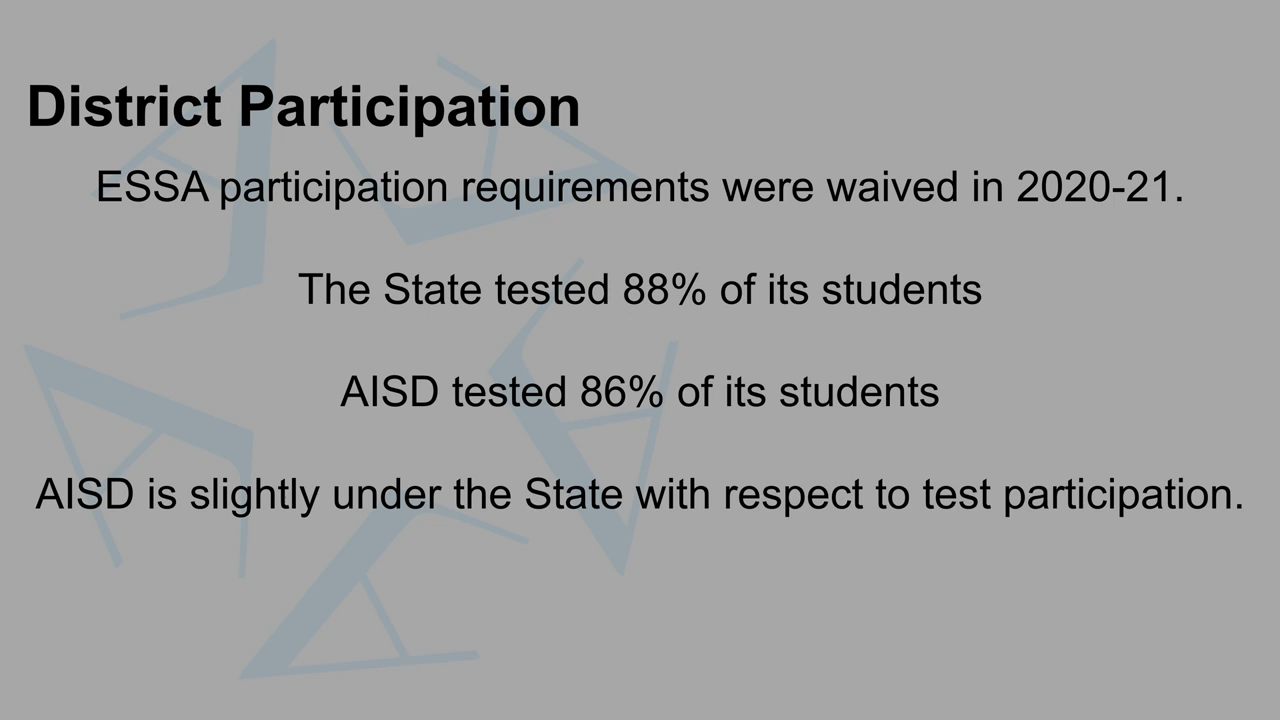 District Participation
ESSA participation requirements were waived in 2020-21.
The State tested 88% of its students
AISD tested 86% of its students
AISD is slightly under the State with respect to test participation.